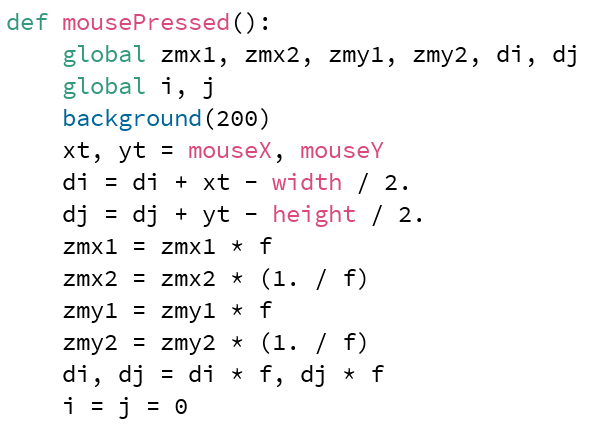 def mousePressed():
    global zmx1, zmx2, zmy1, zmy2, di, dj
    global i, j
    background(200)
    xt, yt = mouseX, mouseY
    di = di + xt - width / 2.
    dj = dj + yt - height / 2.
    zmx1 = zmx1 * f
    zmx2 = zmx2 * (1. / f)
    zmy1 = zmy1 * f
    zmy2 = zmy2 * (1. / f)
    di, dj = di * f, dj * f
    i = j = 0